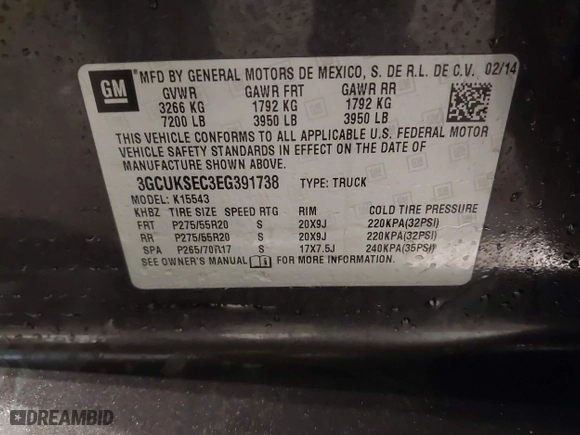 GM
MFD BY GENERAL MOTORS DE MEXICO, S. DE R.L. DE C.V. 02/14
GVWR GAWR FRT GAWR RR
3266 KG 1792 KG 1792 KG
7200 LB 3950 LB 3950 LB
THIS VEHICLE CONFORMS TO ALL APPLICABLE U.S. FEDERAL MOTOR
VEHICLE SAFETY STANDARDS IN EFFECT ON THE DATE OF
MANUFACTURE SHOWN ABOVE.
3GCUKSEC3EG391738 TYPE: TRUCK
MODEL: K15543
KHBZ TIRE SIZE SPEED RTG RIM COLD TIRE PRESSURE
FRT P275/55R20 S 20X9J 220KPA(32PSI)
RR P275/55R20 S 20X9J 220KPA(32PSI)
SPA P265/70R17 S 17X7.5J 240KPA(35PSI)
SEE OWNER'S MANUAL FOR MORE INFORMATION.
DREAMBID